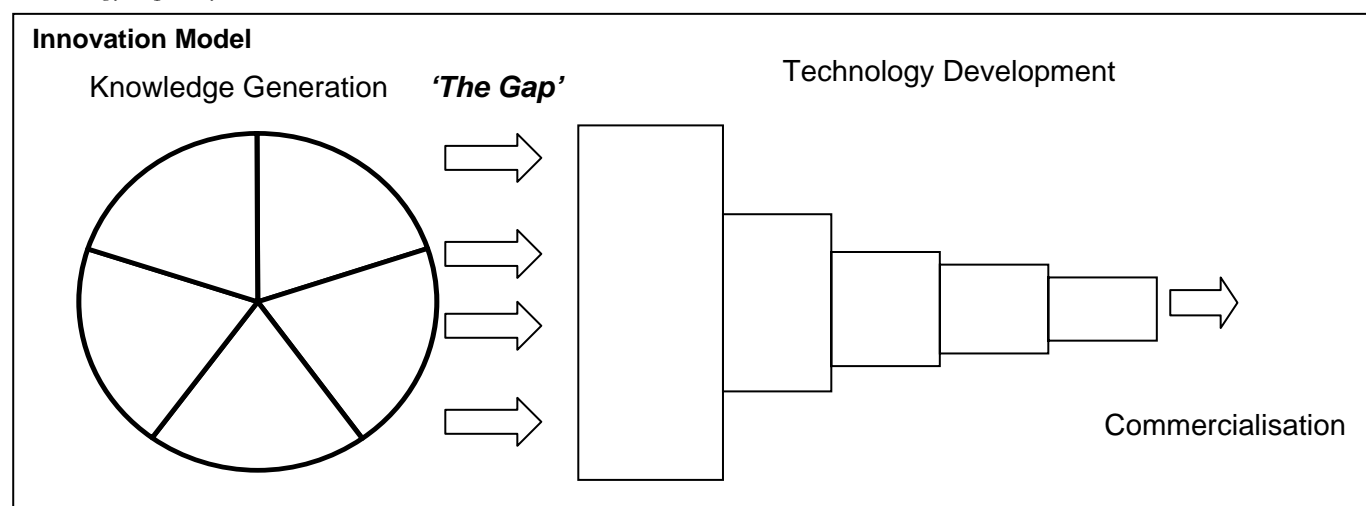 Innovation Model
Knowledge Generation
‘The Gap’
Technology Development
Commercialisation